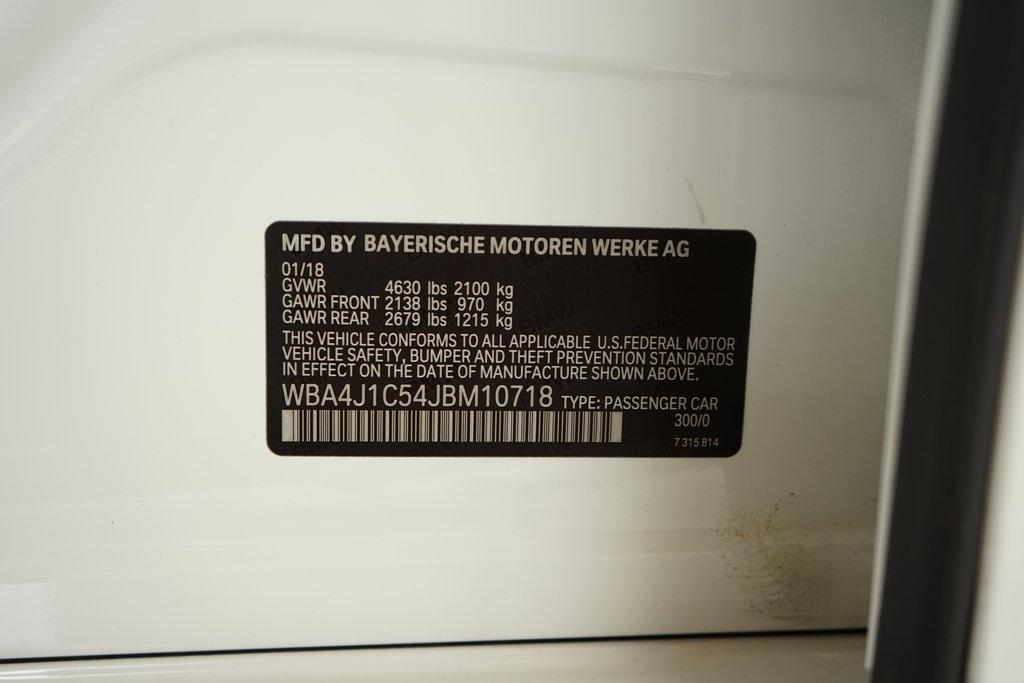 MFD BY BAYERISCHE MOTOREN WERKE AG
01/18
GVWR 4630 lbs 2100 kg
GAWR FRONT 2138 lbs 970 kg
GAWR REAR 2679 lbs 1215 kg
THIS VEHICLE CONFORMS TO ALL APPLICABLE U.S.FEDERAL MOTOR
VEHICLE SAFETY, BUMPER AND THEFT PREVENTION STANDARDS
IN EFFECT ON THE DATE OF MANUFACTURE SHOWN ABOVE.
WBA4J1C54JBM10718 TYPE: PASSENGER CAR
300/0
7 315 814